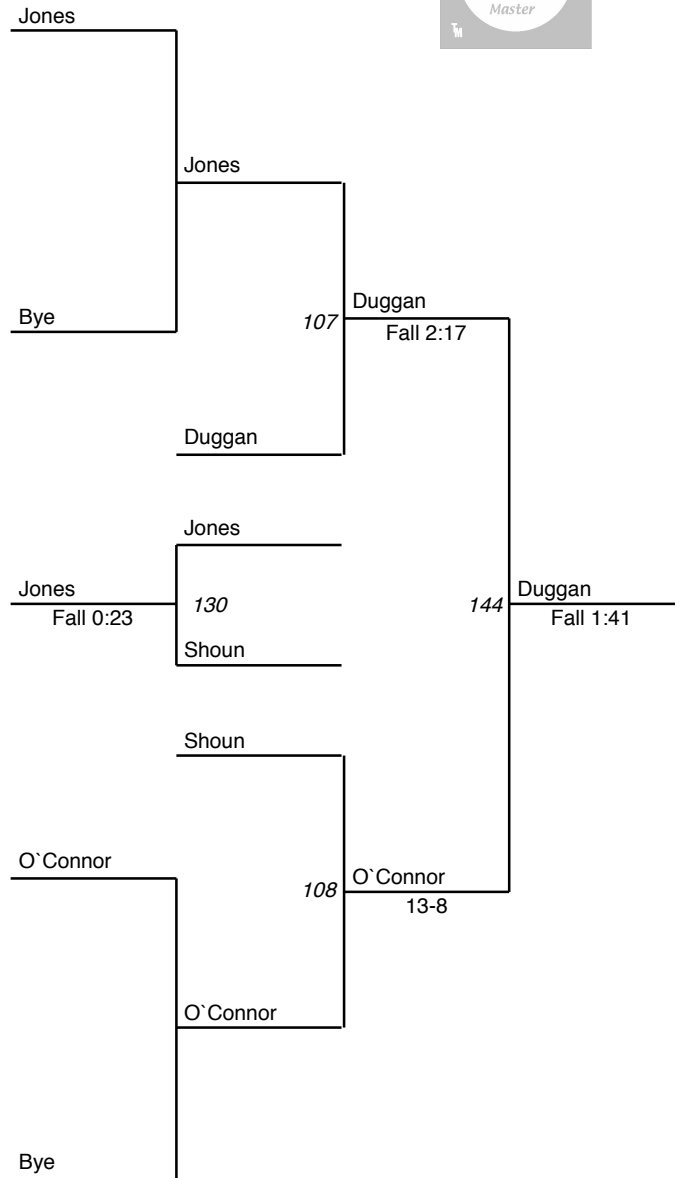 Jones
Master
TM
Jones
Duggan
Bye
107
Fall 2:17
Duggan
Jones
Jones
130
144
Duggan
Fall 0:23
Fall 1:41
Shoun
Shoun
O`Connor
108
O`Connor
13-8
O`Connor
Bye